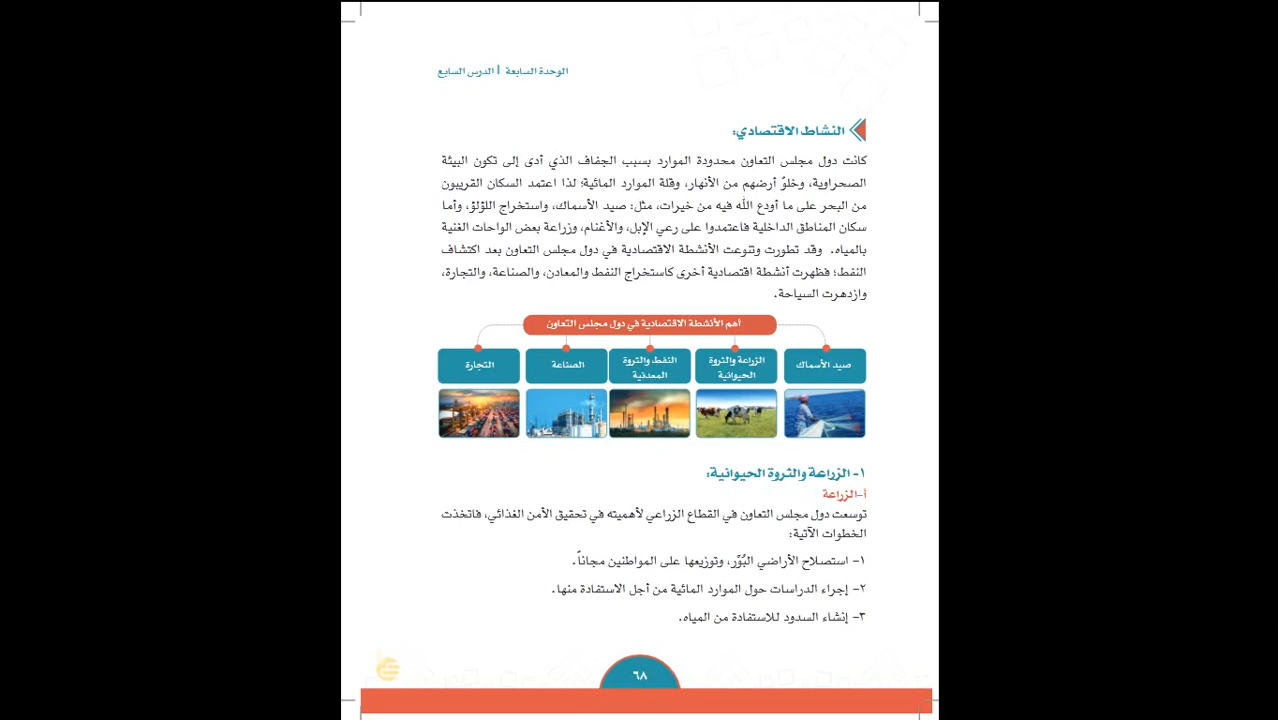 الوحدة السابعة | الدرس السابع
النشاط الاقتصادي:
كانت دول مجلس التعاون محدودة الموارد بسبب الجفاف الذي أدى إلى تكون البيئة
الصحراوية، وخلوّ أرضهم من الأنهار، وقلة الموارد المائية؛ لذا اعتمد السكان القريبون
من البحر على ما أودع الله فيه من خيرات، مثل: صيد الأسماك، واستخراج اللؤلؤ، وأما
سكان المناطق الداخلية فاعتمدوا على رعي الإبل، والأغنام، وزراعة بعض الواحات الغنية
بالمياه. وقد تطورت وتنوعت الأنشطة الاقتصادية في دول مجلس التعاون بعد اكتشاف
النفط؛ فظهرت أنشطة اقتصادية أخرى كاستخراج النفط والمعادن، والصناعة، والتجارة،
وازدهرت السياحة.
أهم الأنشطة الاقتصادية في دول مجلس التعاون
صيد الأسماك
الزراعة والثروة
الحيوانية
النفط والثروة
المعدنية
الصناعة
التجارة
١- الزراعة والثروة الحيوانية:
أ-الزراعة
توسعت دول مجلس التعاون في القطاع الزراعي لأهميته في تحقيق الأمن الغذائي، فاتخذت
الخطوات الآتية:
١- استصلاح الأراضي البُوْر، وتوزيعها على المواطنين مجاناً.
٢- إجراء الدراسات حول الموارد المائية من أجل الاستفادة منها.
٣- إنشاء السدود للاستفادة من المياه.
٦٨